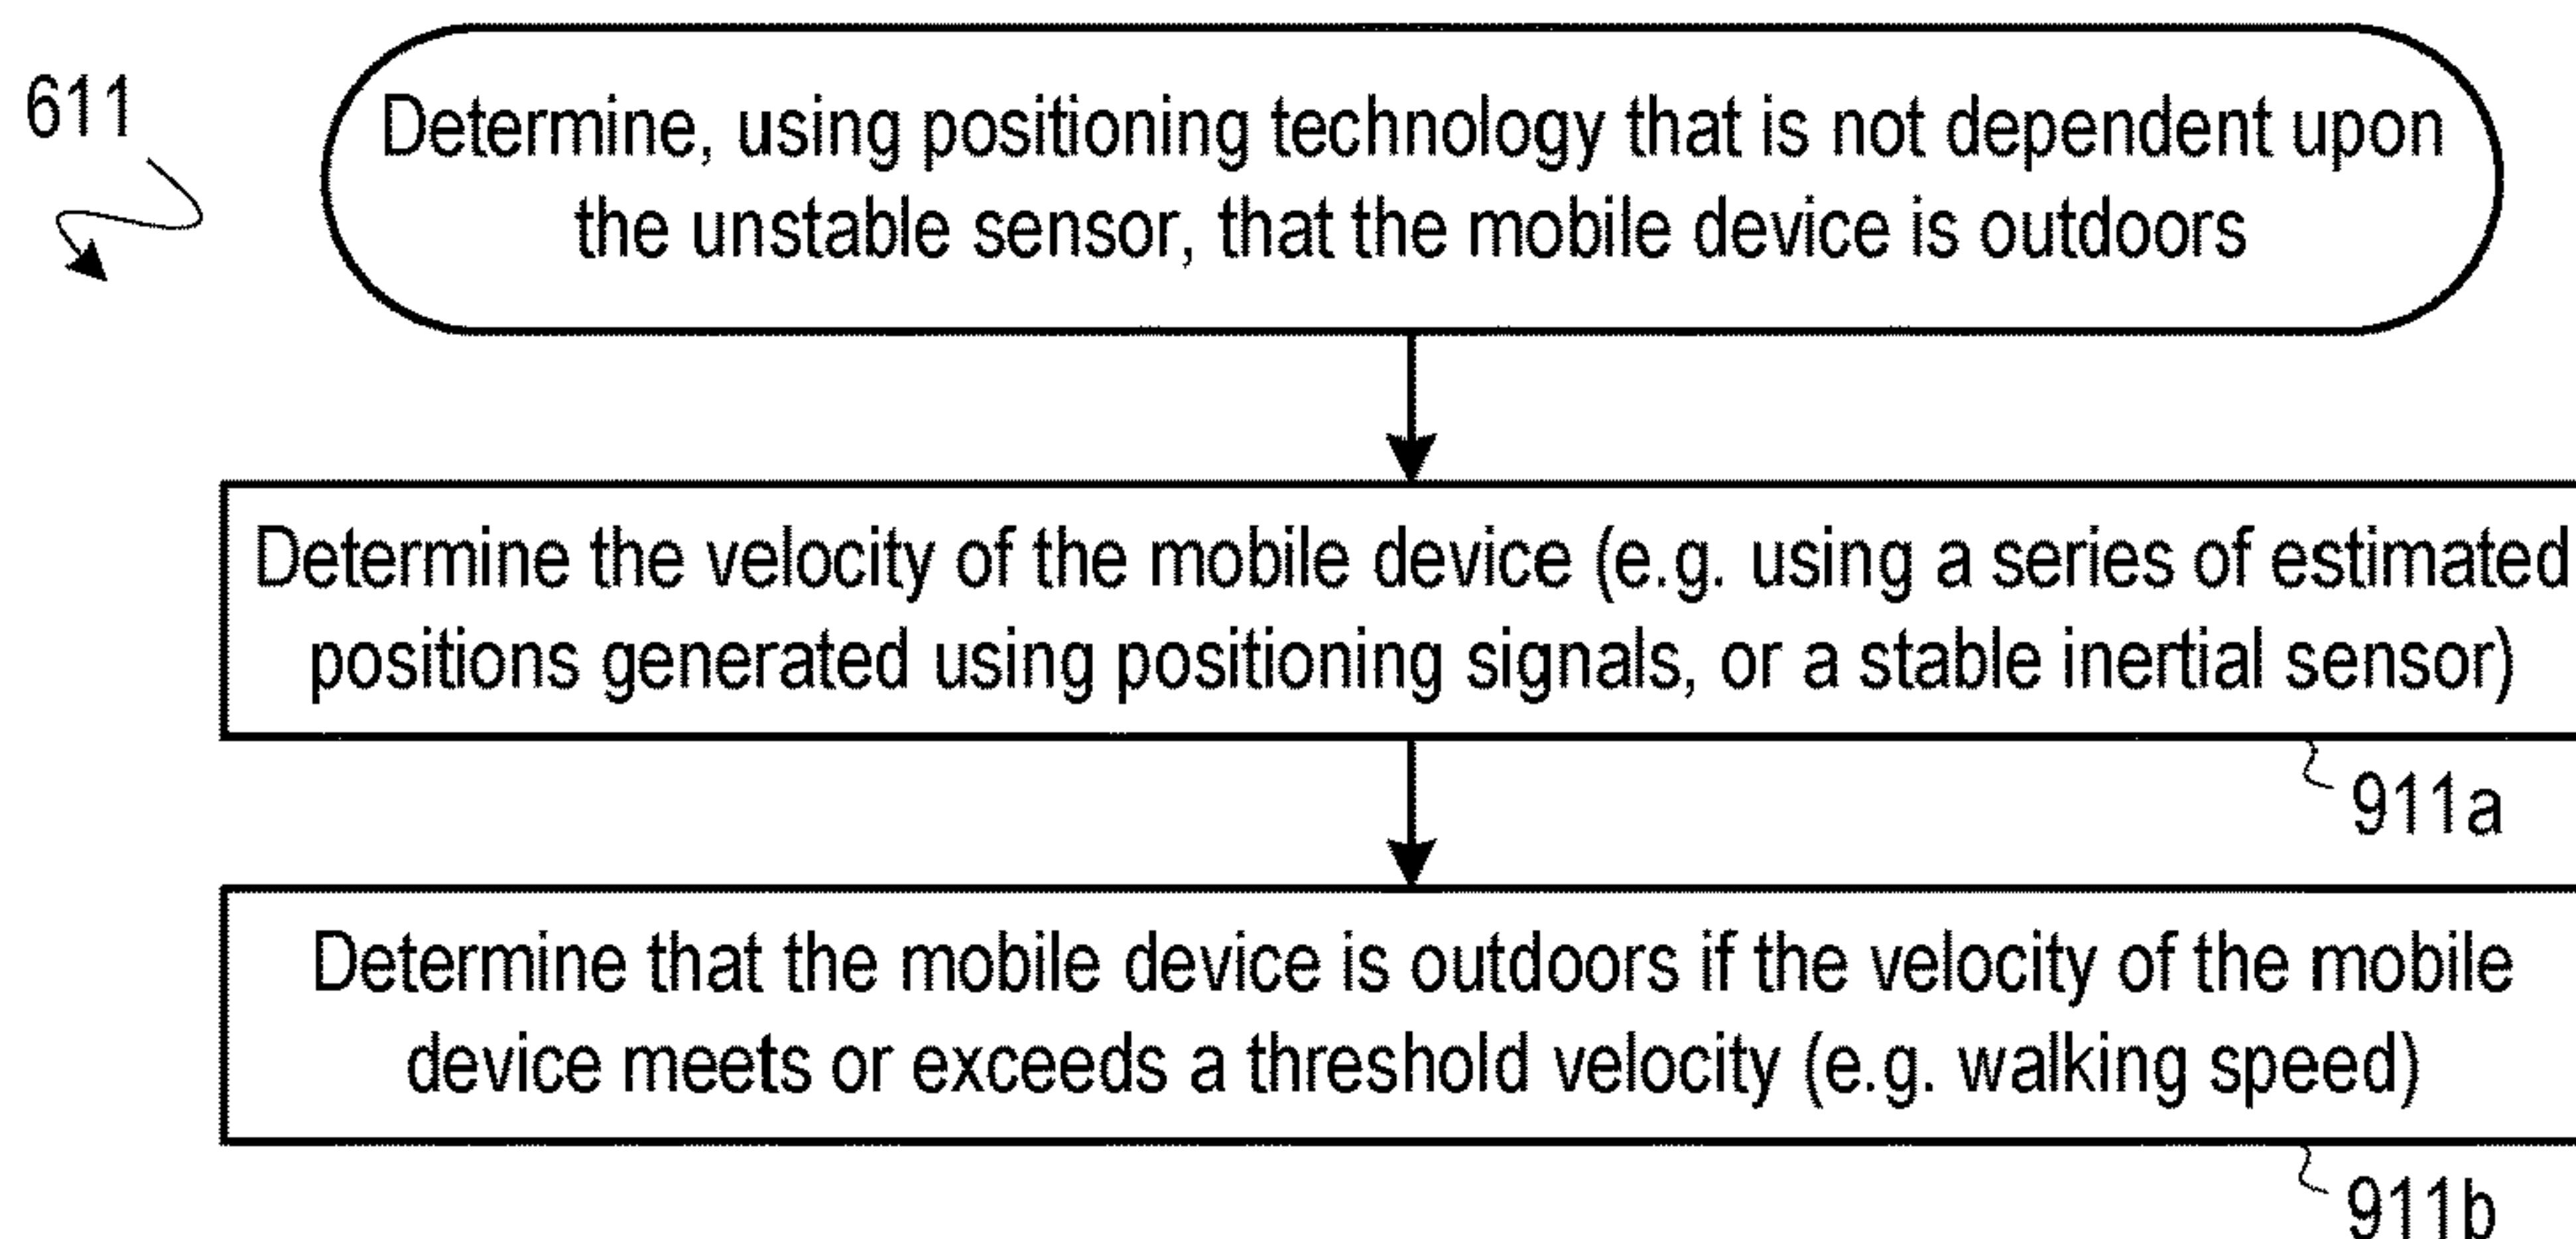 611
Determine, using positioning technology that is not dependent upon
the unstable sensor, that the mobile device is outdoors
Determine the velocity of the mobile device (e.g. using a series of estimated
positions generated using positioning signals, or a stable inertial sensor)
911a
Determine that the mobile device is outdoors if the velocity of the mobile
device meets or exceeds a threshold velocity (e.g. walking speed)
911b